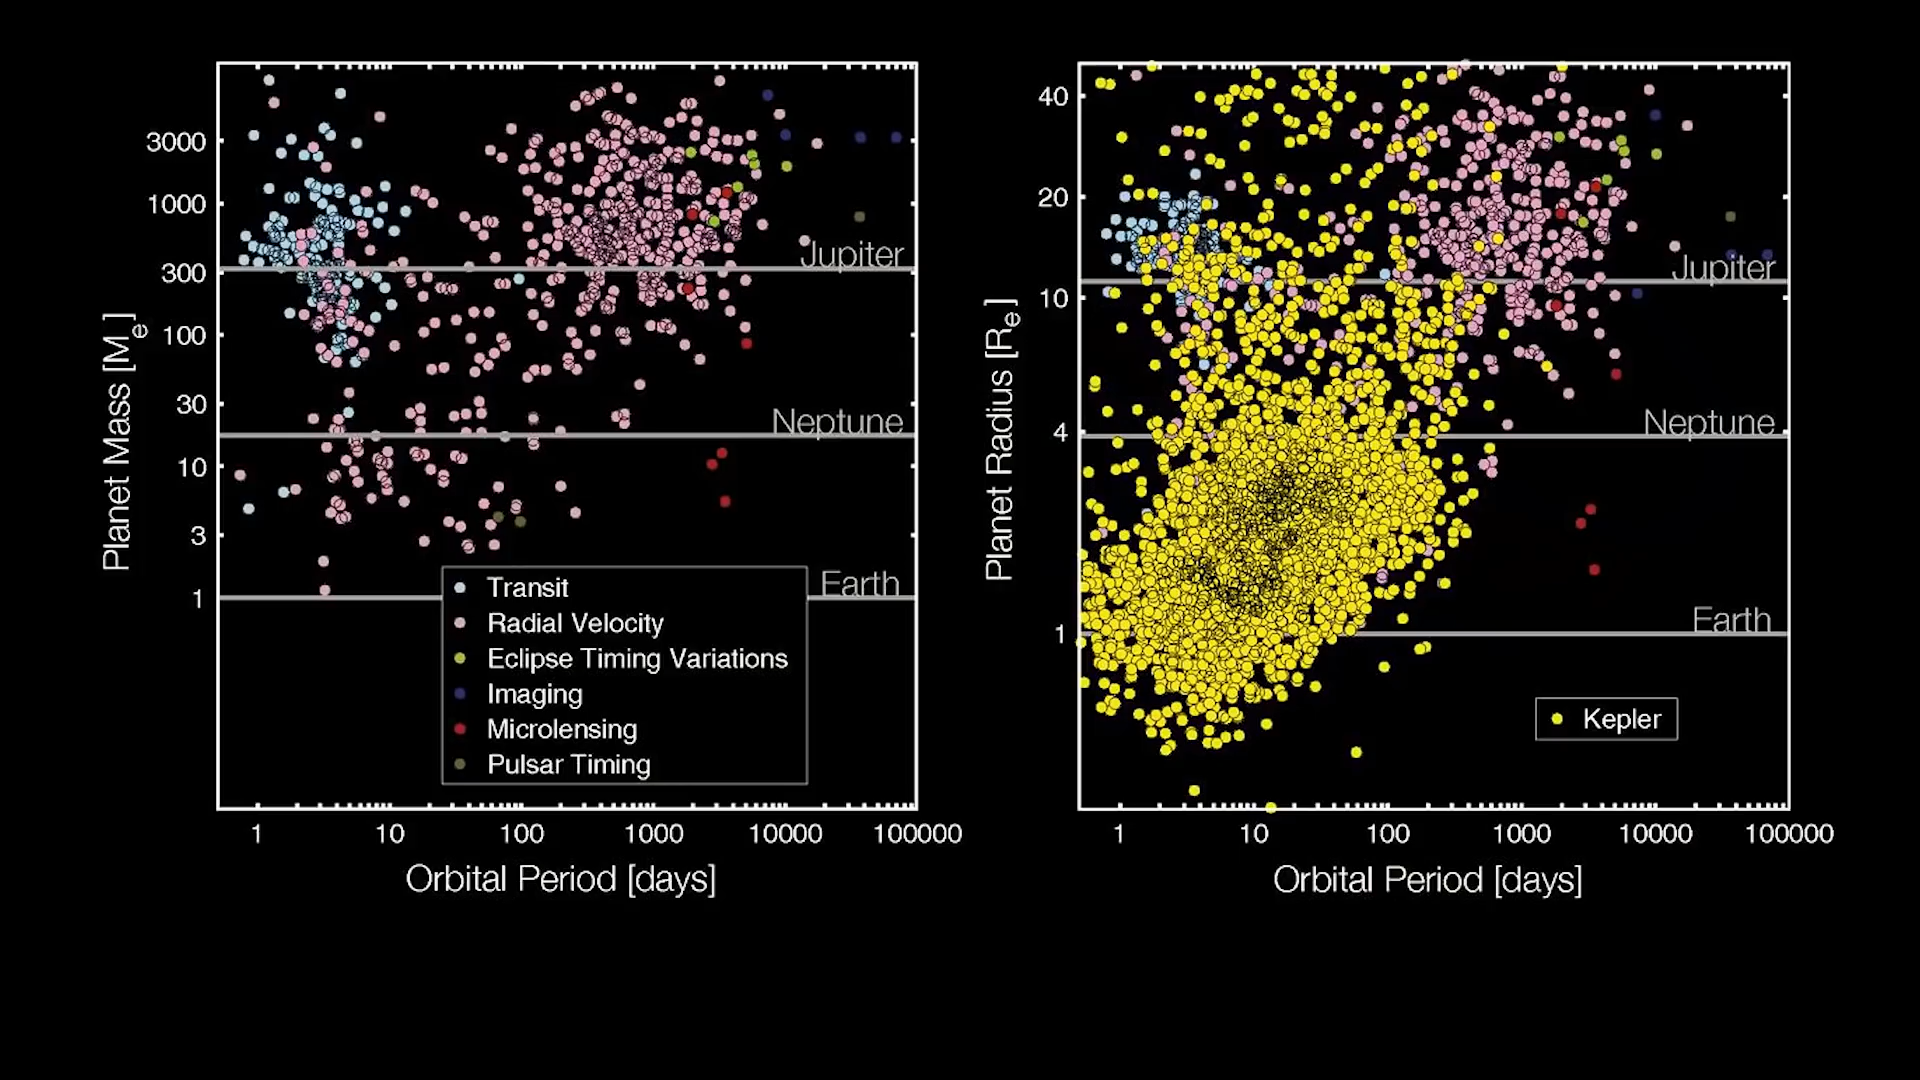 3000
1000
300
100
30
10
3
1
Planet Mass [Me]
Jupiter
Neptune
Earth
Transit
Radial Velocity
Eclipse Timing Variations
Imaging
Microlensing
Pulsar Timing
1 10 100 1000 10000 100000
Orbital Period [days]
40
20
10
4
1
Planet Radius [Re]
Jupiter
Neptune
Earth
Kepler
1 10 100 1000 10000 100000
Orbital Period [days]